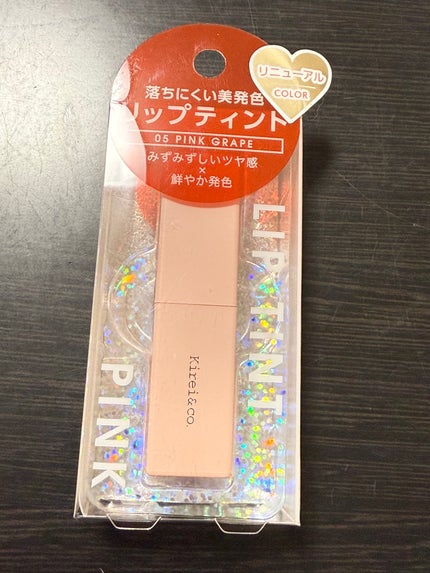 リニューアル
COLOR
落ちにくい美発色
リップティント
05 PINK GRAPE
みずみずしいツヤ感
×
鮮やか発色
LIP TINT
Kirei&co.
PINK